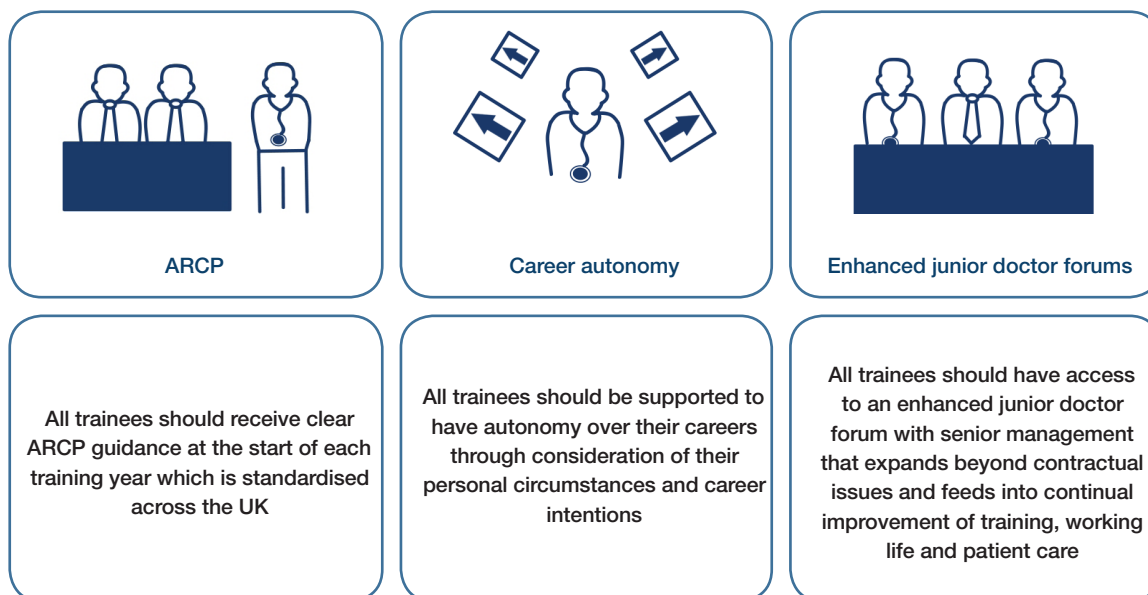 ARCP
Career autonomy
Enhanced junior doctor forums
All trainees should receive clear
ARCP guidance at the start of each
training year which is standardised
across the UK
All trainees should be supported to
have autonomy over their careers
through consideration of their
personal circumstances and career
intentions
All trainees should have access
to an enhanced junior doctor
forum with senior management
that expands beyond contractual
issues and feeds into continual
improvement of training, working
life and patient care